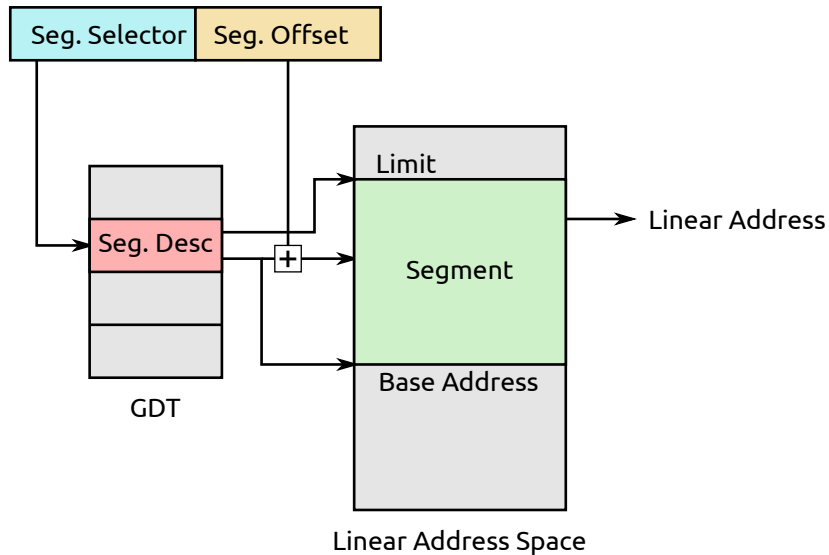 Seg. Selector Seg. Offset
Limit
Linear Address
Seg. Desc
+
Segment
Base Address
GDT
Linear Address Space